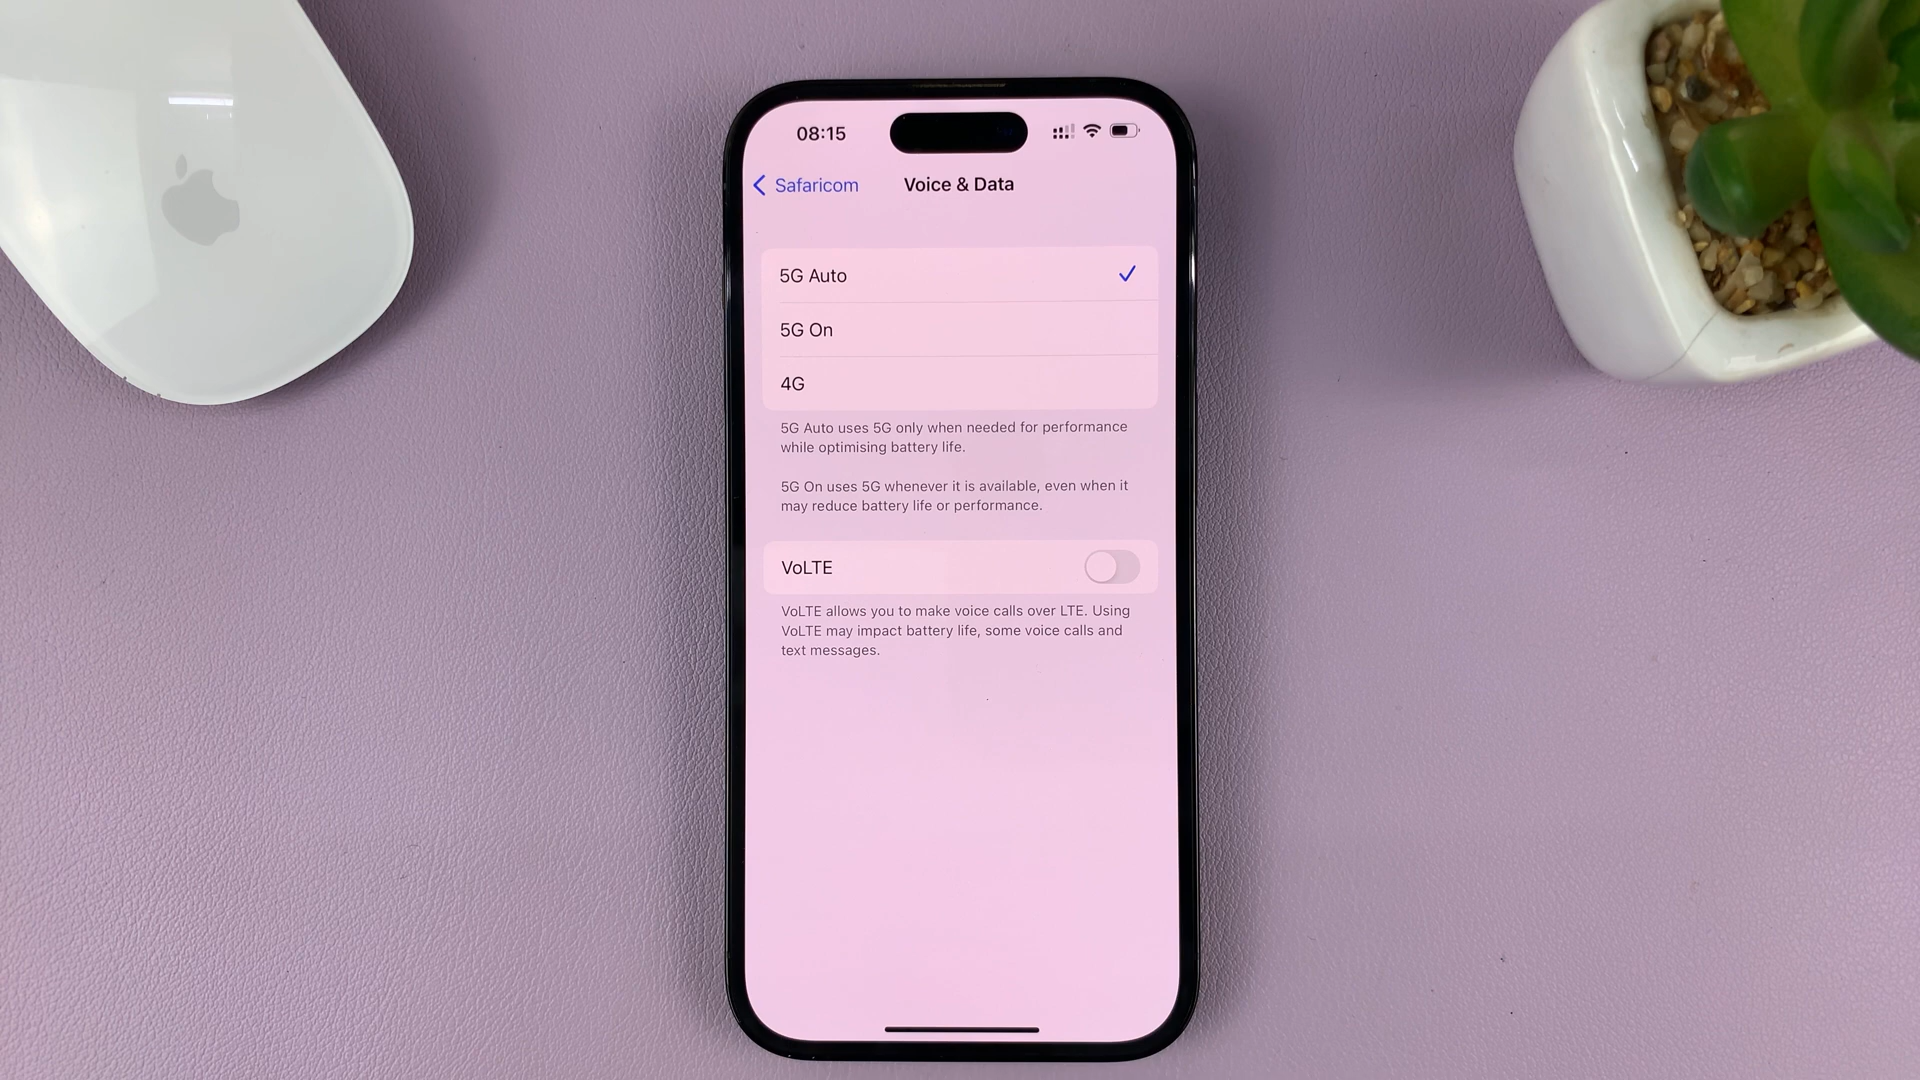 08:15
Safaricom
Voice & Data
5G Auto
5G On
4G
5G Auto uses 5G only when needed for performance
while optimising battery life.
5G On uses 5G whenever it is available, even when it
may reduce battery life or performance.
VoLTE
VoLTE allows you to make voice calls over LTE. Using
VoLTE may impact battery life, some voice calls and
text messages.